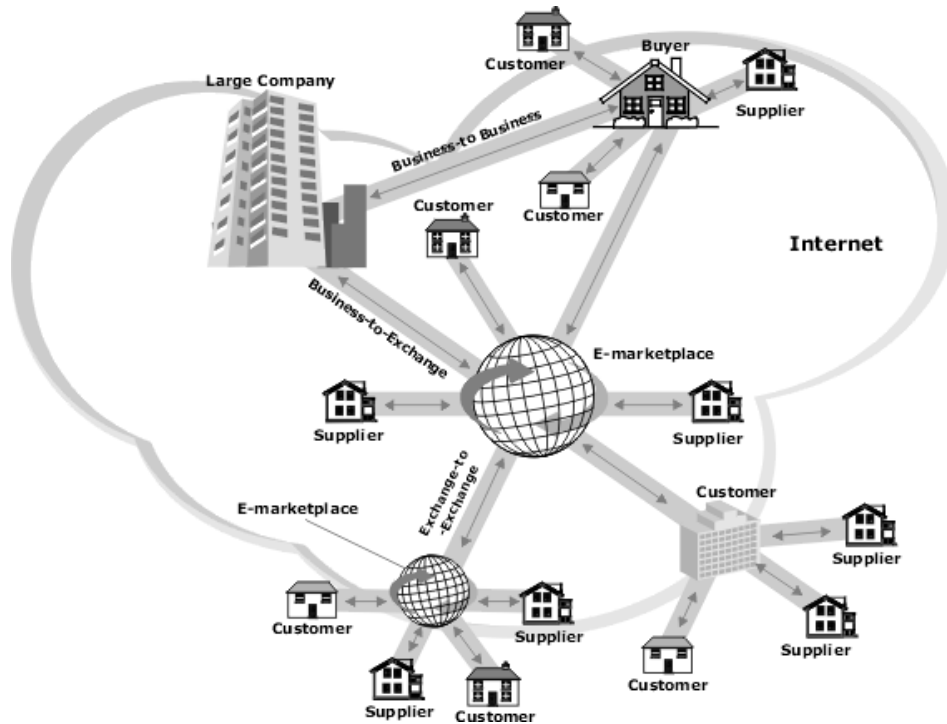 Customer
Buyer
Supplier
Large Company
Business-to Business
Customer
Customer
Internet
Business-to-Exchange
E-marketplace
Supplier
Supplier
Exchange-to
-Exchange
E-marketplace
Customer
Supplier
Customer
Supplier
Supplier
Customer
Supplier
Customer